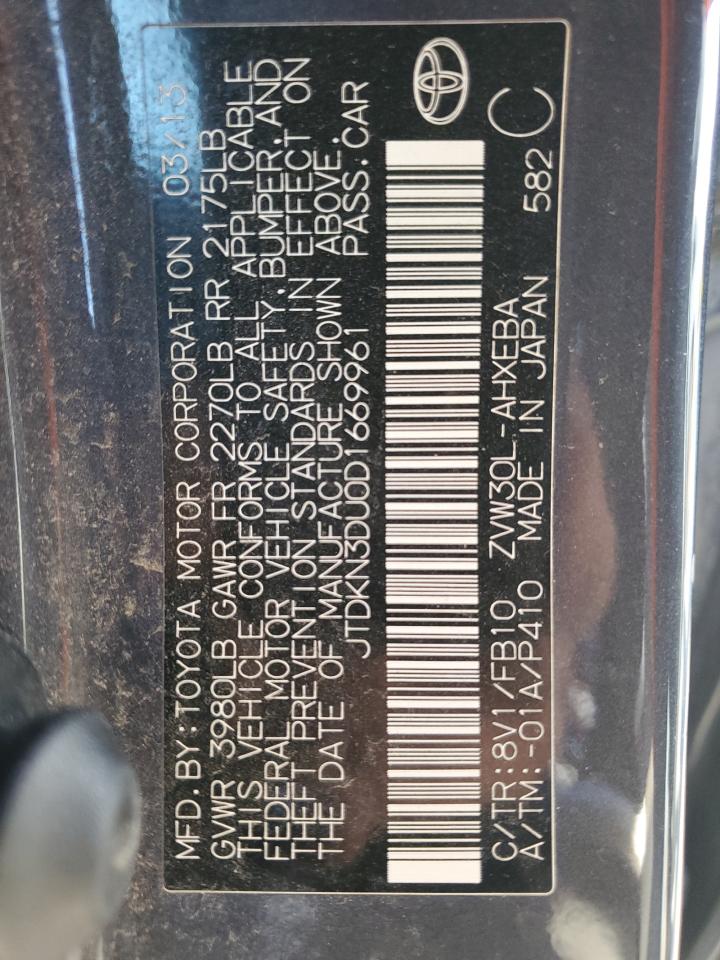 MFD.BY:TOYOTA MOTOR CORPORATION 03/13
GVWR 3980LB GAWR FR 2270LB RR 2175LB
THIS VEHICLE CONFORMS TO ALL APPLICABLE
FEDERAL MOTOR VEHICLE SAFETY,BUMPER,AND
THEFT PREVENTION STANDARDS IN EFFECT ON
THE DATE OF MANUFACTURE SHOWN ABOVE.
JTDKN3DU0D1669961 PASS.CAR
C/TR:8V1/FB10 ZVW30L-AHXEBA
A/TM:-01A/P410 MADE IN JAPAN 582 C